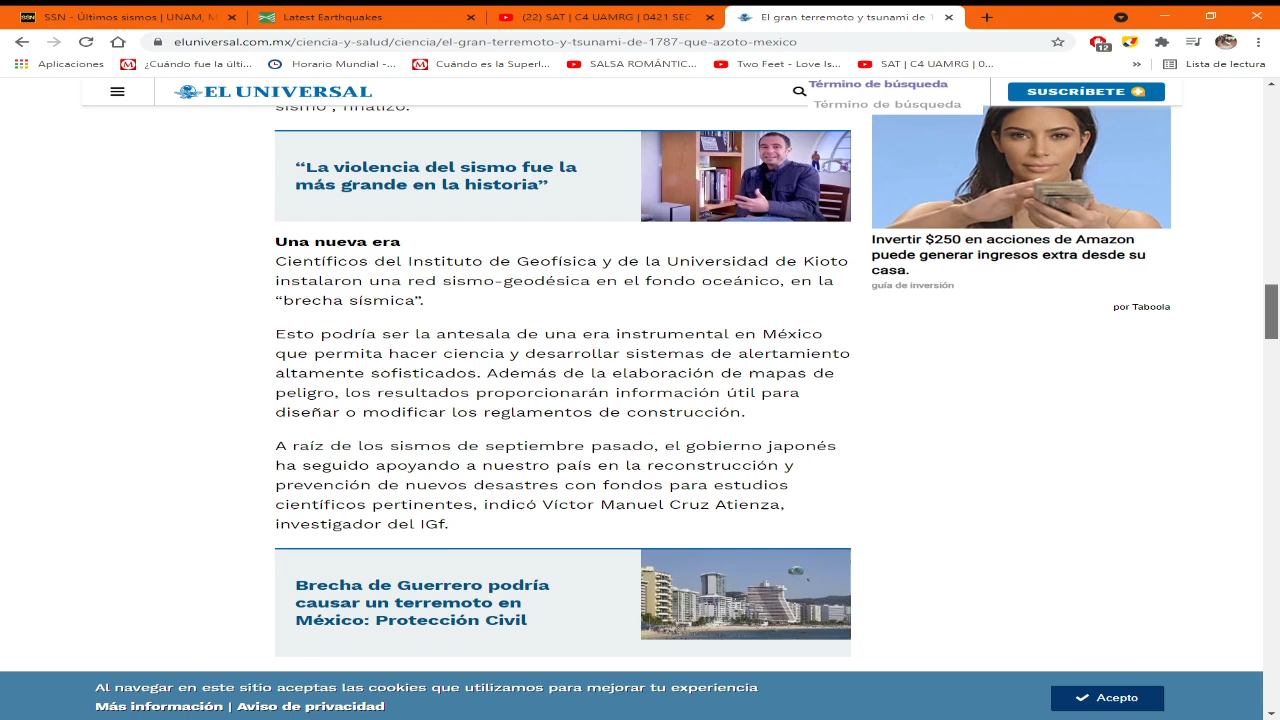 SSN - Últimos sismos | UNAM, M
Latest Earthquakes
(22) SAT | C4 UAMRG | 0421 SEC
El gran terremoto y tsunami de 1
eluniversal.com.mx/ciencia-y-salud/ciencia/el-gran-terremoto-y-tsunami-de-1787-que-azoto-mexico
12
Aplicaciones
¿Cuándo fue la últi...
Horario Mundial -...
Cuándo es la Superl...
SALSA ROMÁNTIC...
Two Feet - Love Is...
SAT | C4 UAMRG | 0...
»
Lista de lectura
EL UNIVERSAL
Término de búsqueda
Término de búsqueda
SUSCRÍBETE
sismo”, finalizó.
“La violencia del sismo fue la
más grande en la historia”
Una nueva era
Científicos del Instituto de Geofísica y de la Universidad de Kioto
instalaron una red sismo-geodésica en el fondo oceánico, en la
“brecha sísmica”.
Esto podría ser la antesala de una era instrumental en México
que permita hacer ciencia y desarrollar sistemas de alertamiento
altamente sofisticados. Además de la elaboración de mapas de
peligro, los resultados proporcionarán información útil para
diseñar o modificar los reglamentos de construcción.
A raíz de los sismos de septiembre pasado, el gobierno japonés
ha seguido apoyando a nuestro país en la reconstrucción y
prevención de nuevos desastres con fondos para estudios
científicos pertinentes, indicó Víctor Manuel Cruz Atienza,
investigador del IGf.
Brecha de Guerrero podría
causar un terremoto en
México: Protección Civil
Invertir $250 en acciones de Amazon
puede generar ingresos extra desde su
casa.
guía de inversión
por Taboola
Al navegar en este sitio aceptas las cookies que utilizamos para mejorar tu experiencia
Más información | Aviso de privacidad
Acepto